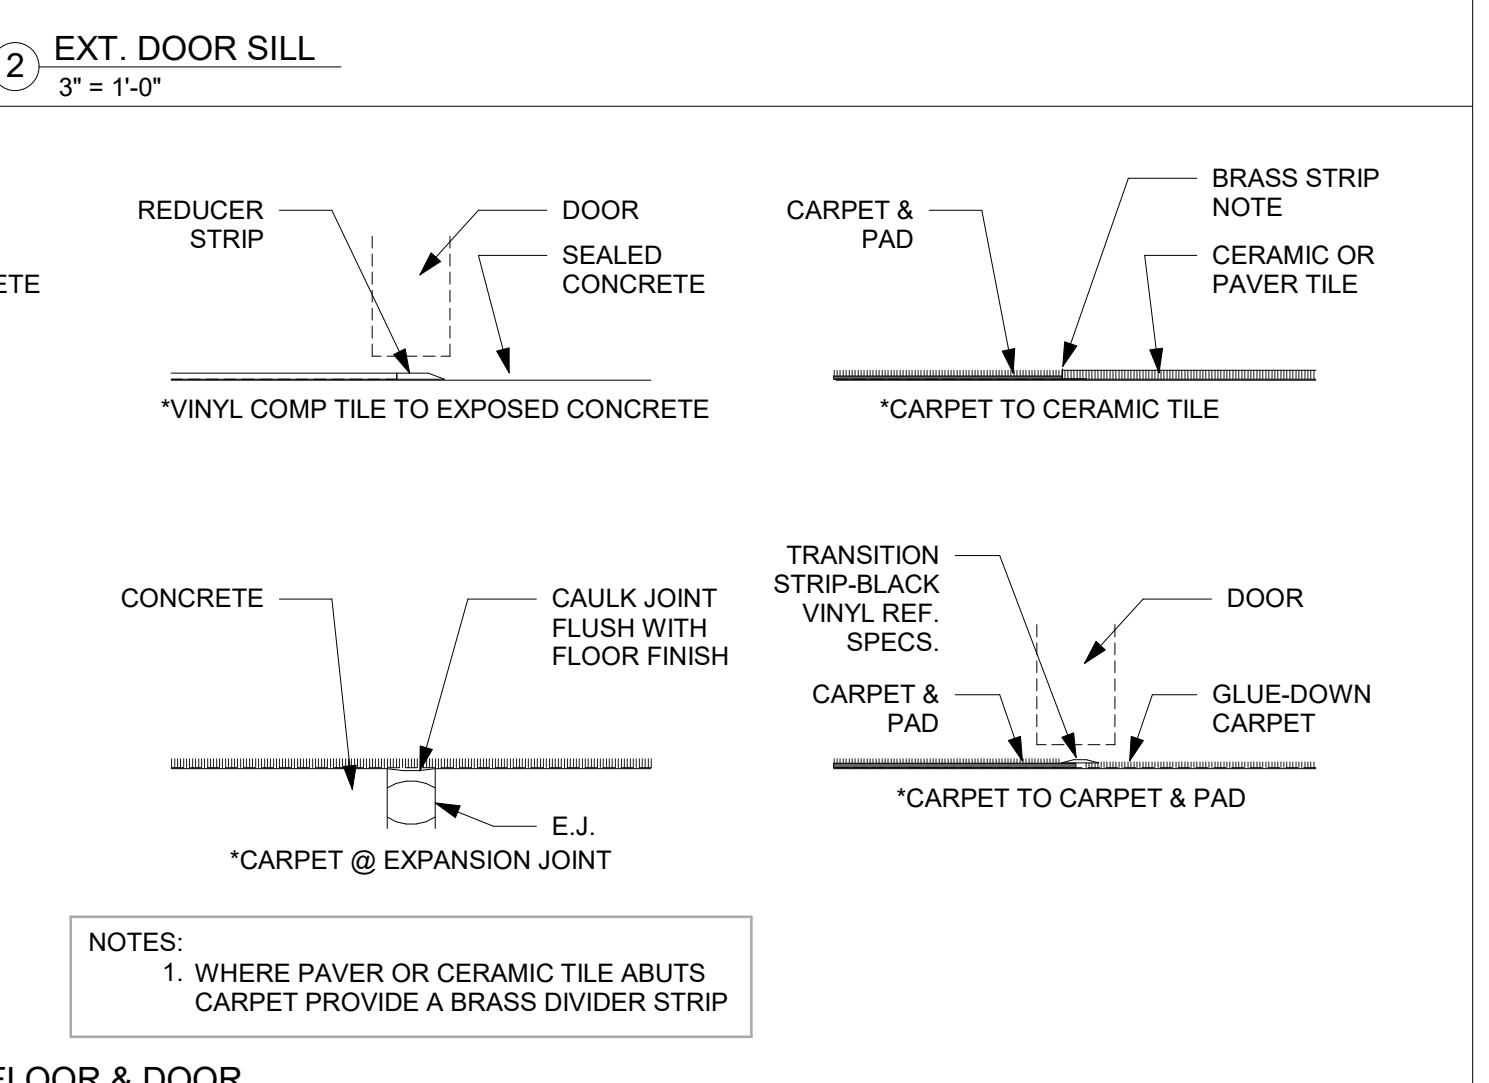 2 EXT. DOOR SILL
3" = 1'-0"
REDUCER
STRIP
DOOR
SEALED
CONCRETE
*VINYL COMP TILE TO EXPOSED CONCRETE
CARPET &
PAD
BRASS STRIP
NOTE
CERAMIC OR
PAVER TILE
*CARPET TO CERAMIC TILE
CONCRETE
CAULK JOINT
FLUSH WITH
FLOOR FINISH
E.J.
*CARPET @ EXPANSION JOINT
TRANSITION
STRIP-BLACK
VINYL REF.
SPECS.
DOOR
CARPET &
PAD
GLUE-DOWN
CARPET
*CARPET TO CARPET & PAD
NOTES:
1. WHERE PAVER OR CERAMIC TILE ABUTS
CARPET PROVIDE A BRASS DIVIDER STRIP
FLOOR & DOOR